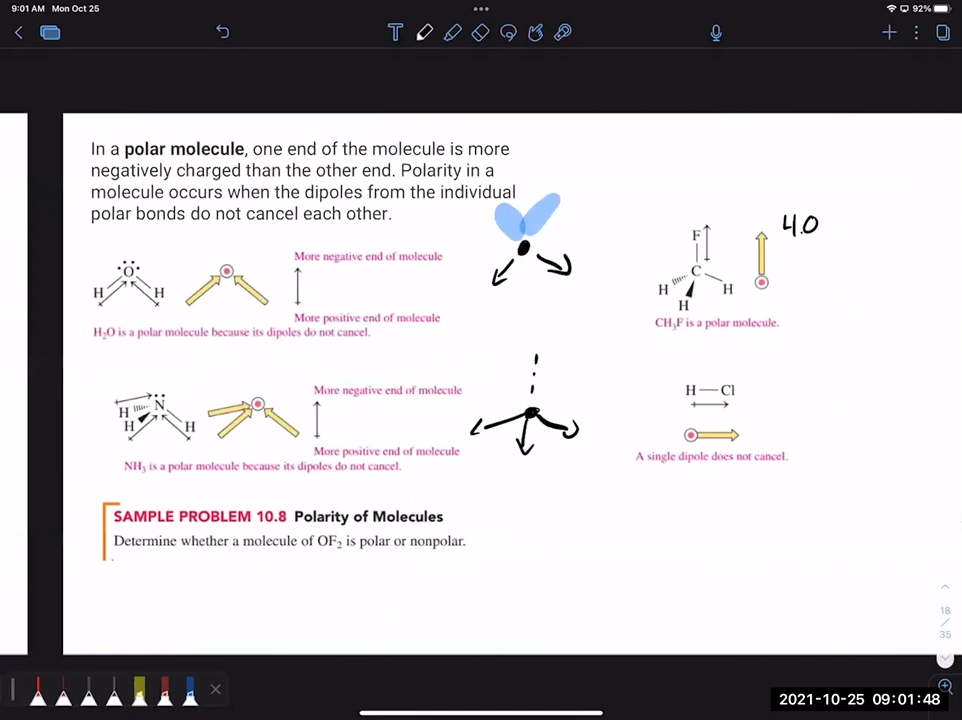 9:01 AM Mon Oct 25
92%
In a polar molecule, one end of the molecule is more
negatively charged than the other end. Polarity in a
molecule occurs when the dipoles from the individual
polar bonds do not cancel each other.
More negative end of molecule
O
H H
More positive end of molecule
H₂O is a polar molecule because its dipoles do not cancel.
4.0
F
C
H H
H
CH₃F is a polar molecule.
More negative end of molecule
N
H
H H
More positive end of molecule
NH₃ is a polar molecule because its dipoles do not cancel.
H—Cl
A single dipole does not cancel.
SAMPLE PROBLEM 10.8 Polarity of Molecules
Determine whether a molecule of OF₂ is polar or nonpolar.
18
/
35
2021-10-25 09:01:48